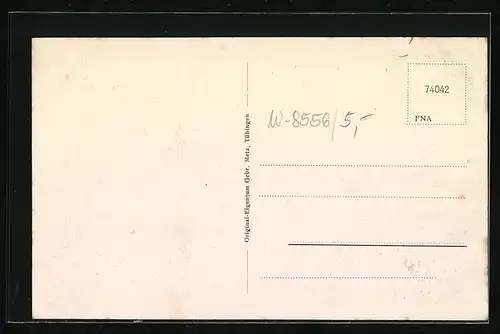 74042
FNA
W-8556/5,-
Original-Eigentum Gebr. Metz, Tübingen